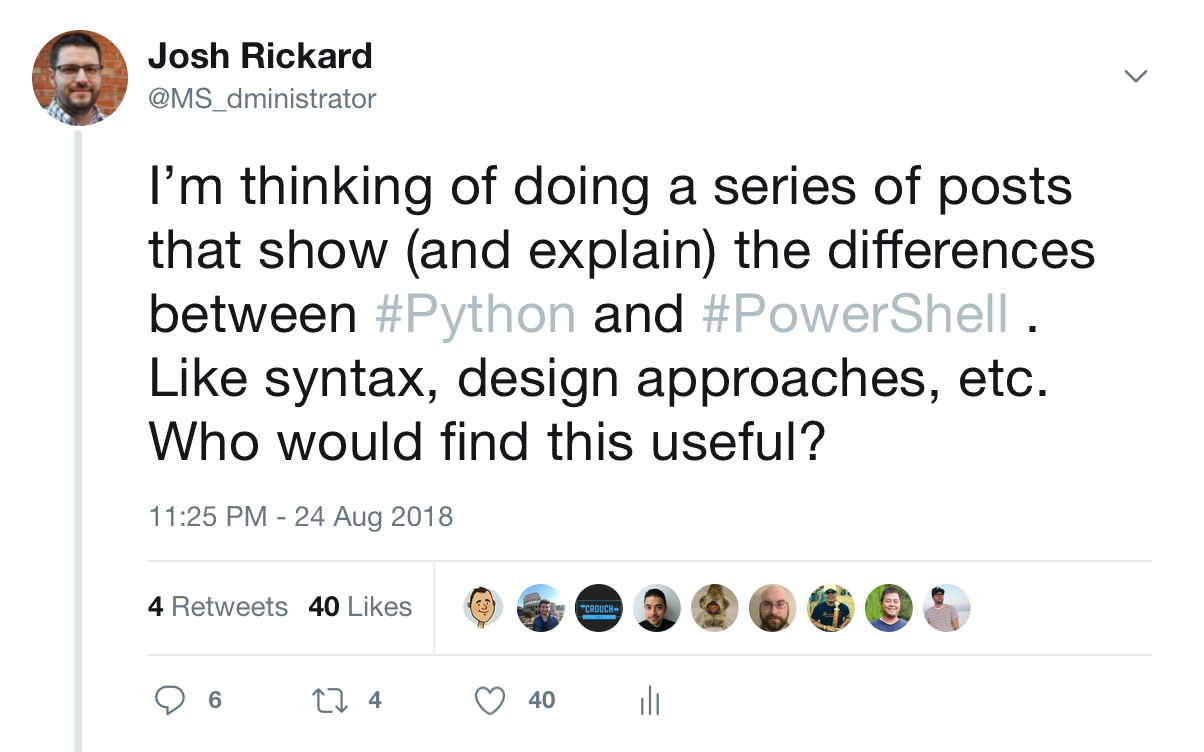 Josh Rickard
@MS_dministrator
I’m thinking of doing a series of posts
that show (and explain) the differences
between #Python and #PowerShell .
Like syntax, design approaches, etc.
Who would find this useful?
11:25 PM - 24 Aug 2018
4 Retweets 40 Likes
CROUCH
6 4 40